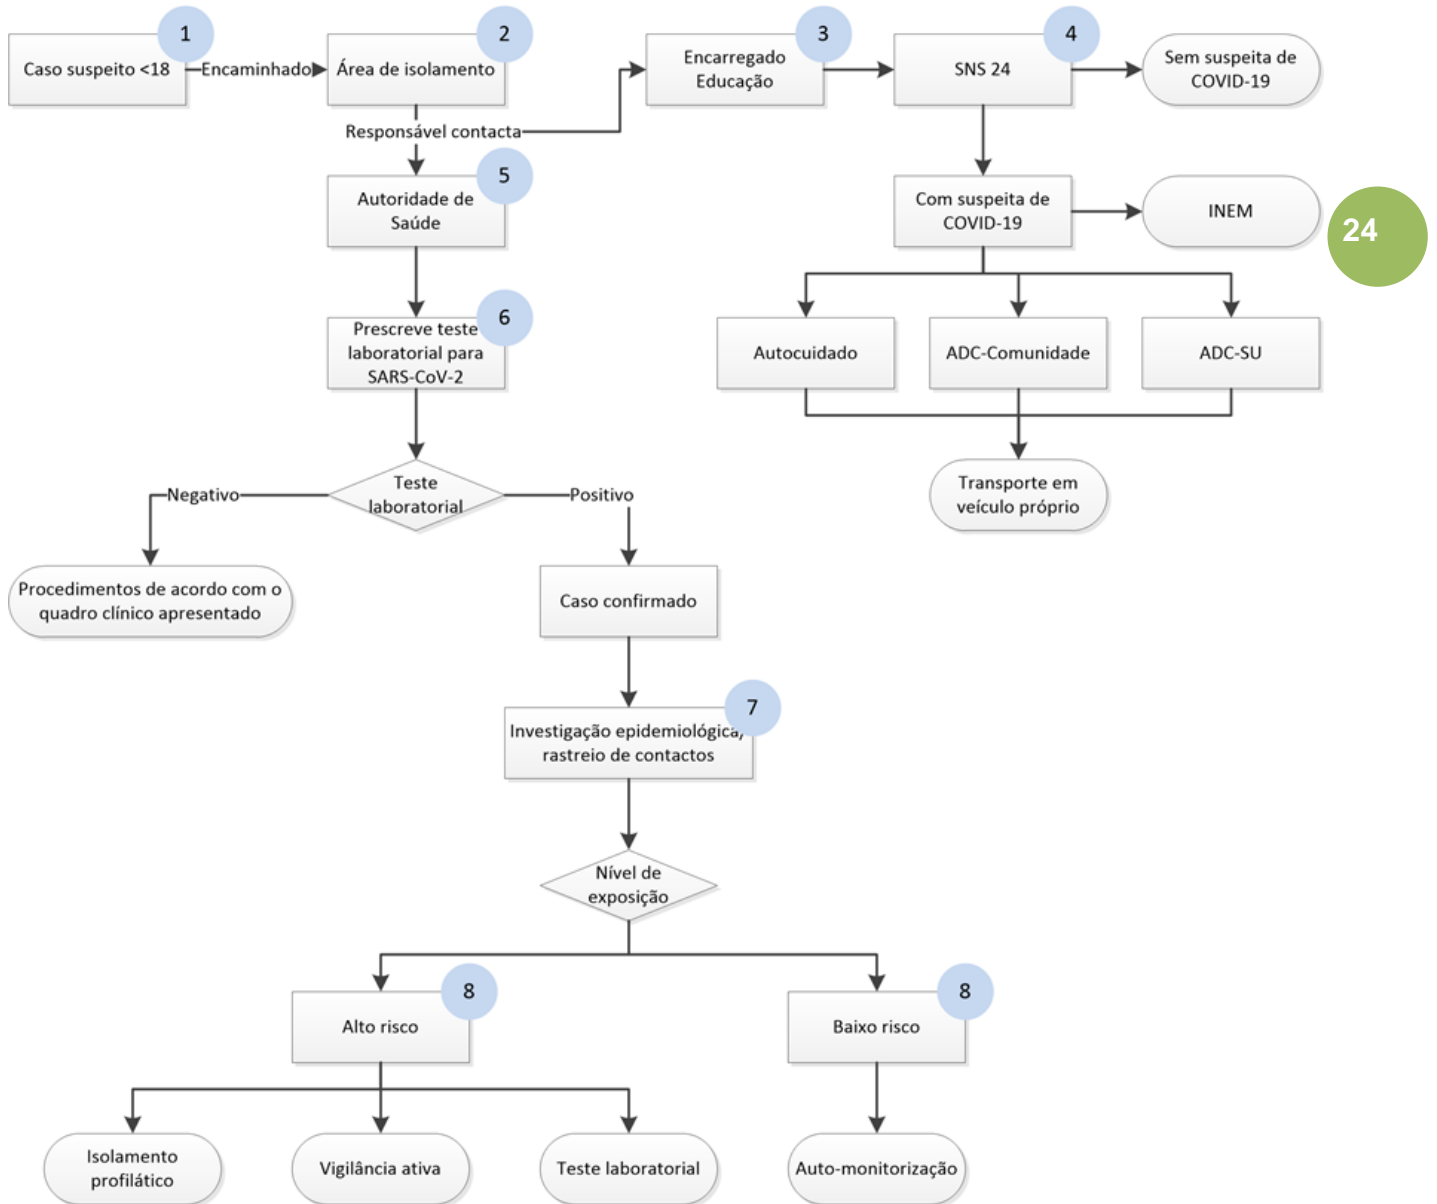 1
Caso suspeito <18
Encaminhado
2
Área de isolamento
3
Encarregado
Educação
4
SNS 24
Sem suspeita de
COVID-19
Responsável contacta
5
Autoridade de
Saúde
Com suspeita de
COVID-19
INEM
24
6
Prescreve teste
laboratorial para
SARS-CoV-2
Autocuidado
ADC-Comunidade
ADC-SU
Teste
laboratorial
Negativo
Positivo
Transporte em
veículo próprio
Procedimentos de acordo com o
quadro clínico apresentado
Caso confirmado
7
Investigação epidemiológica/
rastreio de contactos
Nível de
exposição
8
Alto risco
8
Baixo risco
Isolamento
profilático
Vigilância ativa
Teste laboratorial
Auto-monitorização